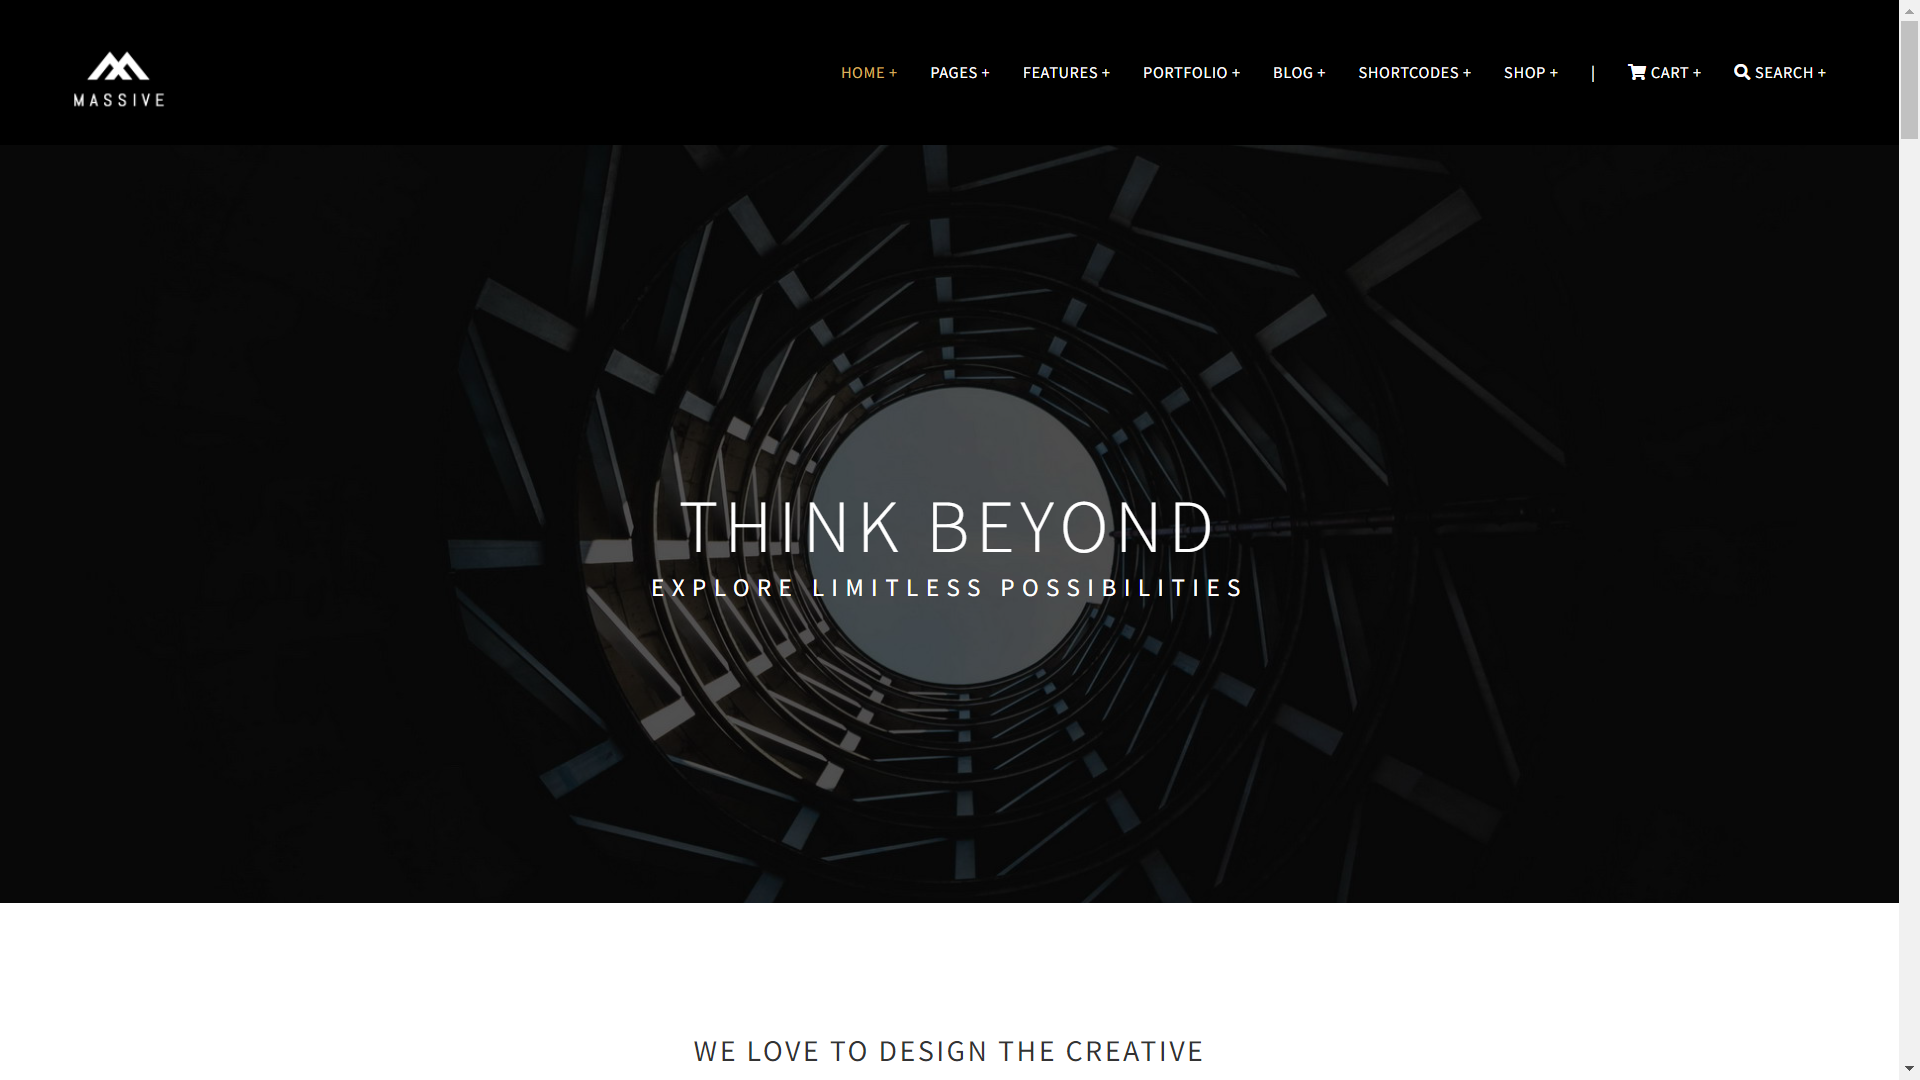 MASSIVE
HOME + PAGES + FEATURES + PORTFOLIO + BLOG + SHORTCODES + SHOP + | CART + SEARCH +
THINK BEYOND
EXPLORE LIMITLESS POSSIBILITIES
WE LOVE TO DESIGN THE CREATIVE